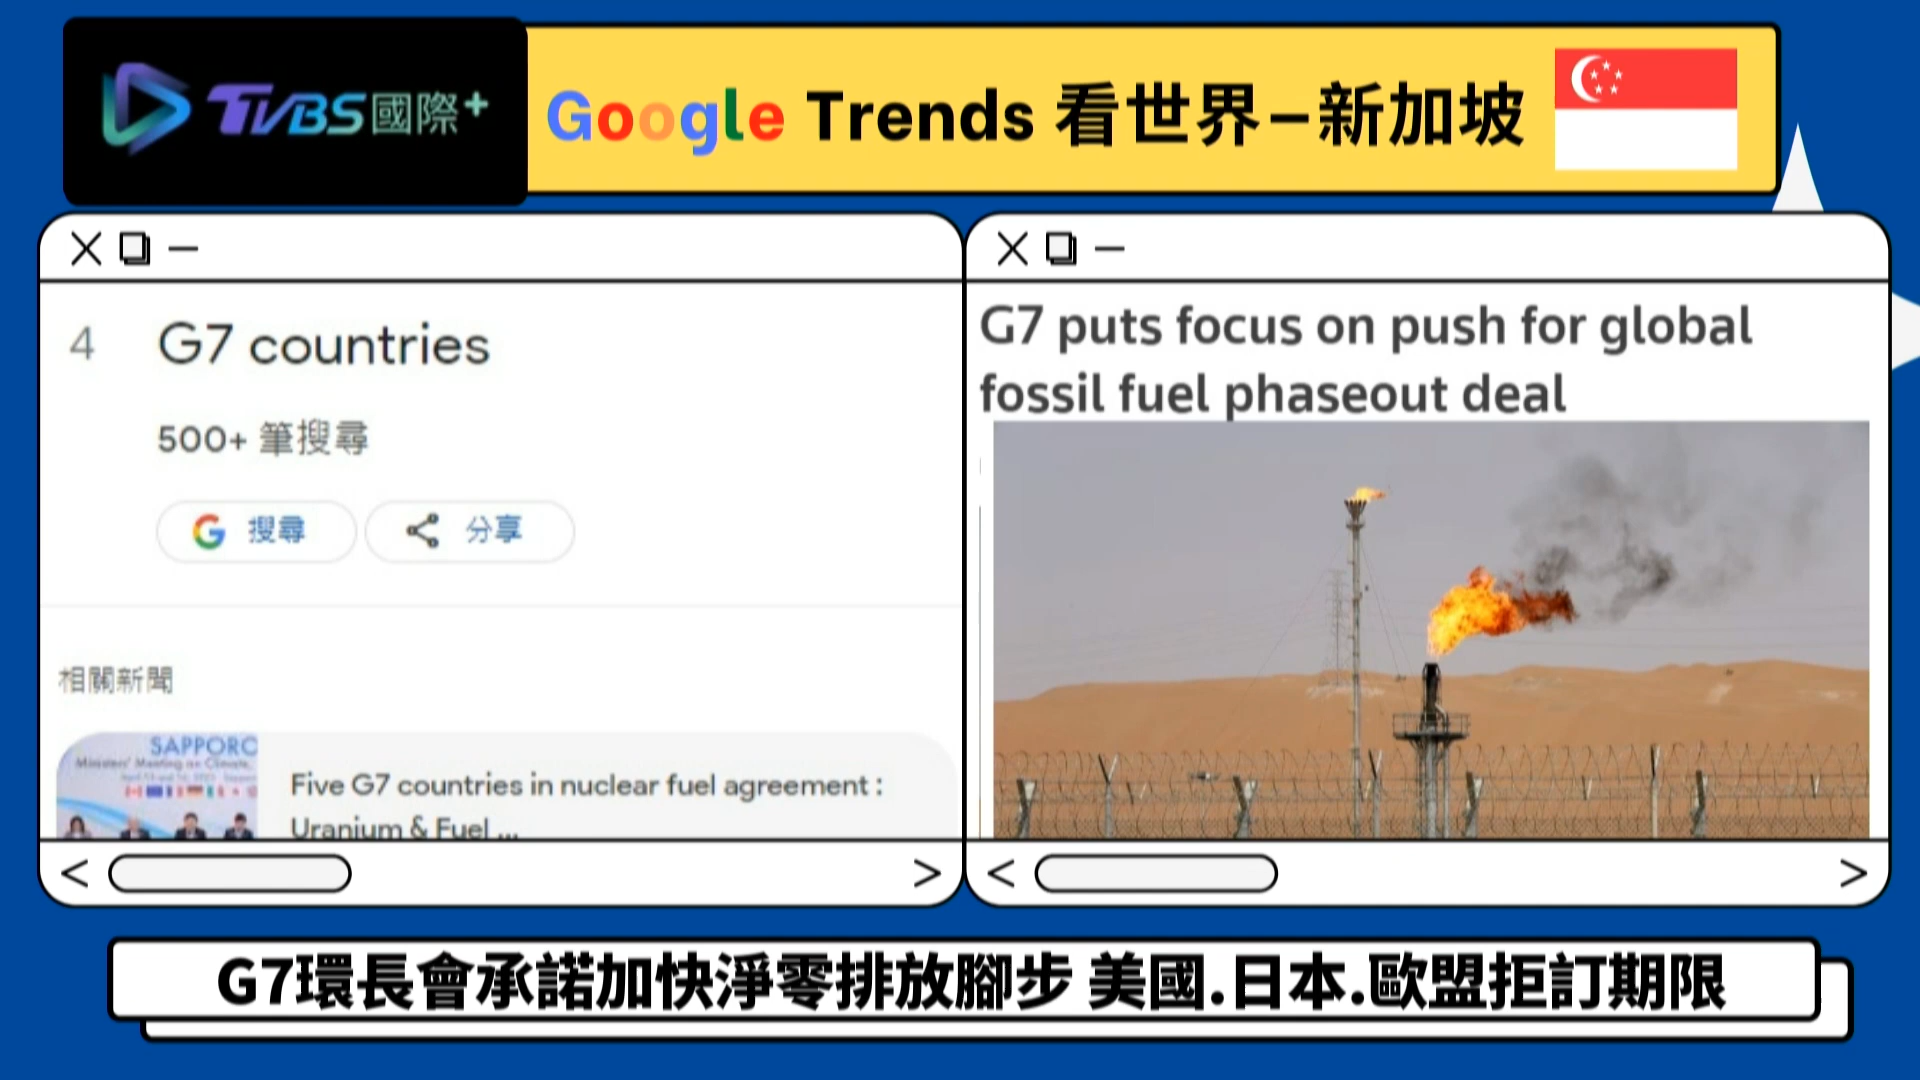 TVBS國際+
Google Trends 看世界–新加坡
4 G7 countries
500+ 筆搜尋
搜尋 分享
相關新聞
SAPPORO
Five G7 countries in nuclear fuel agreement :
Uranium & Fuel ...
G7 puts focus on push for global
fossil fuel phaseout deal
G7環長會承諾加快淨零排放腳步 美國.日本.歐盟拒訂期限